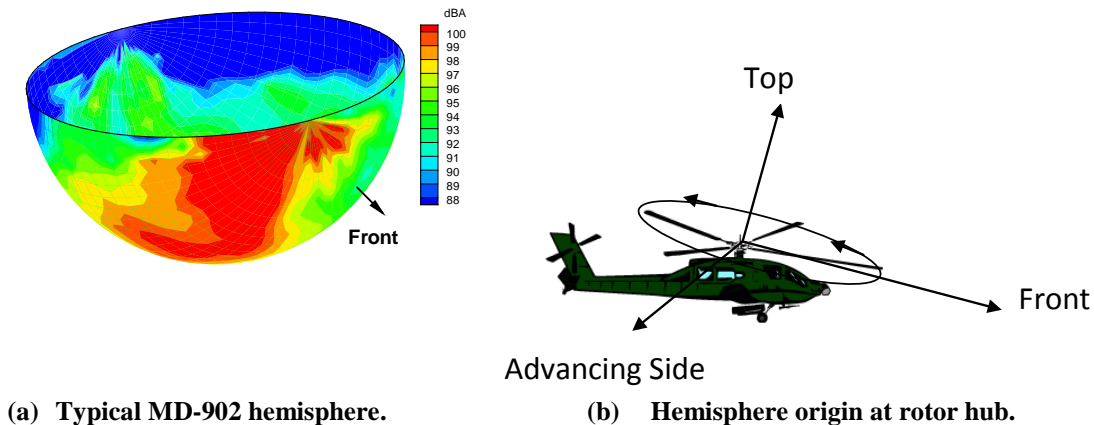 dBA
100
99
98
97
96
95
94
93
92
91
90
89
88
Front
Top
Front
Advancing Side
(a) Typical MD-902 hemisphere.
(b) Hemisphere origin at rotor hub.